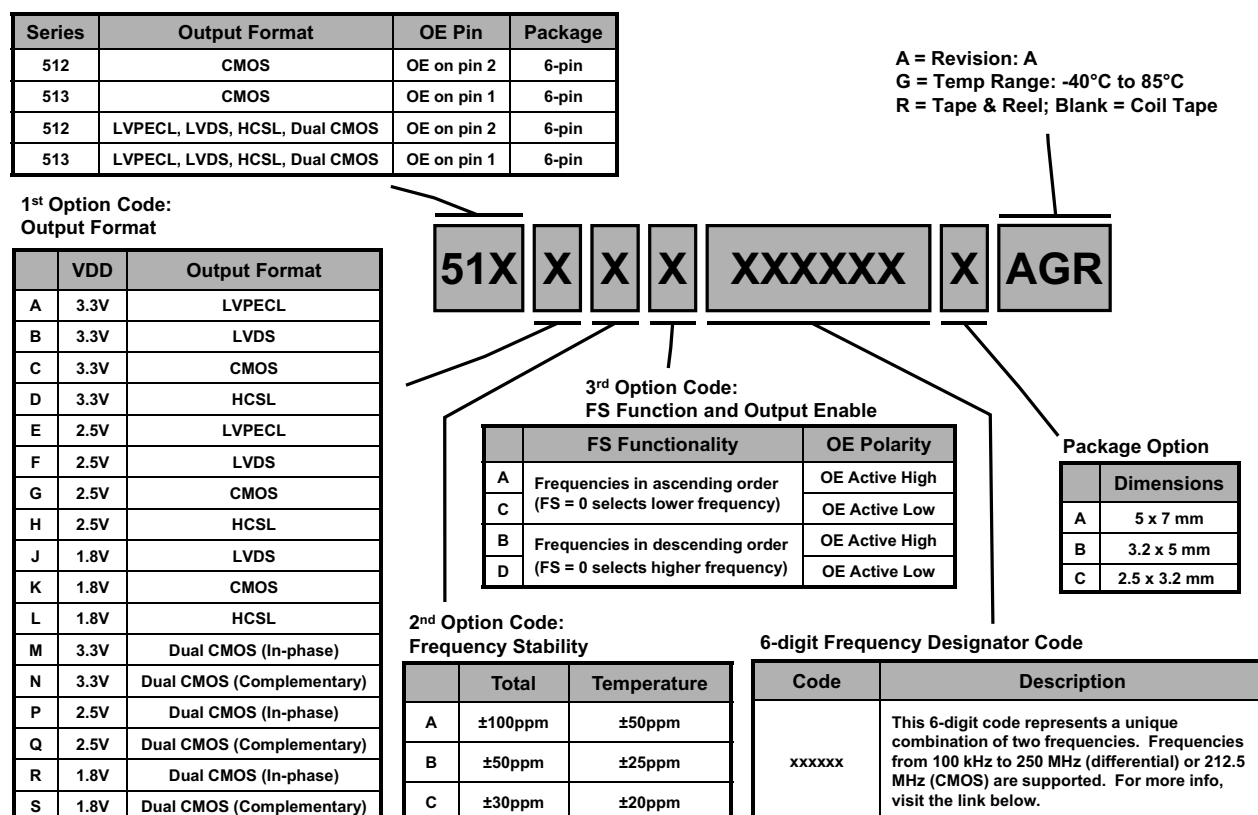 Series Output Format OE Pin Package
512 CMOS OE on pin 2 6-pin
513 CMOS OE on pin 1 6-pin
512 LVPECL, LVDS, HCSL, Dual CMOS OE on pin 2 6-pin
513 LVPECL, LVDS, HCSL, Dual CMOS OE on pin 1 6-pin
A = Revision: A
G = Temp Range: -40°C to 85°C
R = Tape & Reel; Blank = Coil Tape
51X X X X XXXXXX X AGR
1st Option Code:
Output Format
VDD Output Format
A 3.3V LVPECL
B 3.3V LVDS
C 3.3V CMOS
D 3.3V HCSL
E 2.5V LVPECL
F 2.5V LVDS
G 2.5V CMOS
H 2.5V HCSL
J 1.8V LVDS
K 1.8V CMOS
L 1.8V HCSL
M 3.3V Dual CMOS (In-phase)
N 3.3V Dual CMOS (Complementary)
P 2.5V Dual CMOS (In-phase)
Q 2.5V Dual CMOS (Complementary)
R 1.8V Dual CMOS (In-phase)
S 1.8V Dual CMOS (Complementary)
3rd Option Code:
FS Function and Output Enable
FS Functionality OE Polarity
A Frequencies in ascending order OE Active High
C (FS = 0 selects lower frequency) OE Active Low
B Frequencies in descending order OE Active High
D (FS = 0 selects higher frequency) OE Active Low
Package Option
Dimensions
A 5 x 7 mm
B 3.2 x 5 mm
C 2.5 x 3.2 mm
2nd Option Code:
Frequency Stability
Total Temperature
A ±100ppm ±50ppm
B ±50ppm ±25ppm
C ±30ppm ±20ppm
6-digit Frequency Designator Code
Code Description
xxxxxx
This 6-digit code represents a unique
combination of two frequencies. Frequencies
from 100 kHz to 250 MHz (differential) or 212.5
MHz (CMOS) are supported. For more info,
visit the link below.